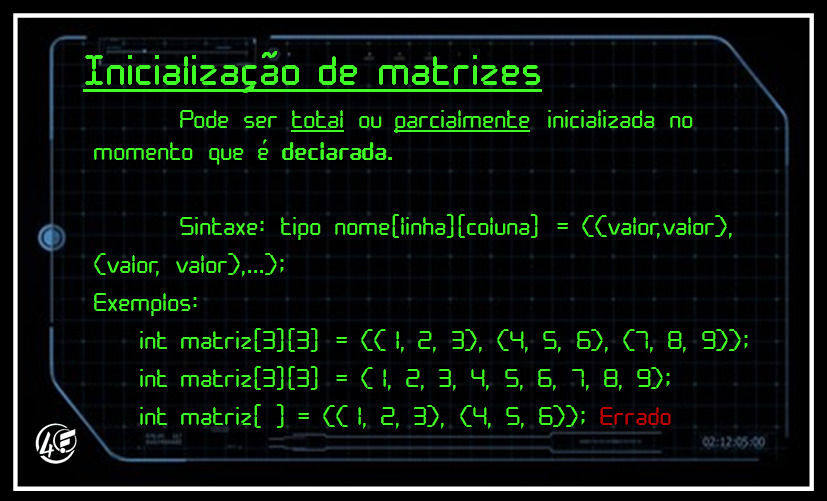 Inicialização de matrizes
Pode ser total ou parcialmente inicializada no
momento que é declarada.
Sintaxe: tipo nome[linha][coluna] = {{valor,valor},
{valor, valor},...};
Exemplos:
int matriz[3][3] = {{ 1, 2, 3}, {4, 5, 6}, {7, 8, 9}};
int matriz[3][3] = { 1, 2, 3, 4, 5, 6, 7, 8, 9};
int matriz[ ] = {{ 1, 2, 3}, {4, 5, 6}}; Errado
02:12:05:00